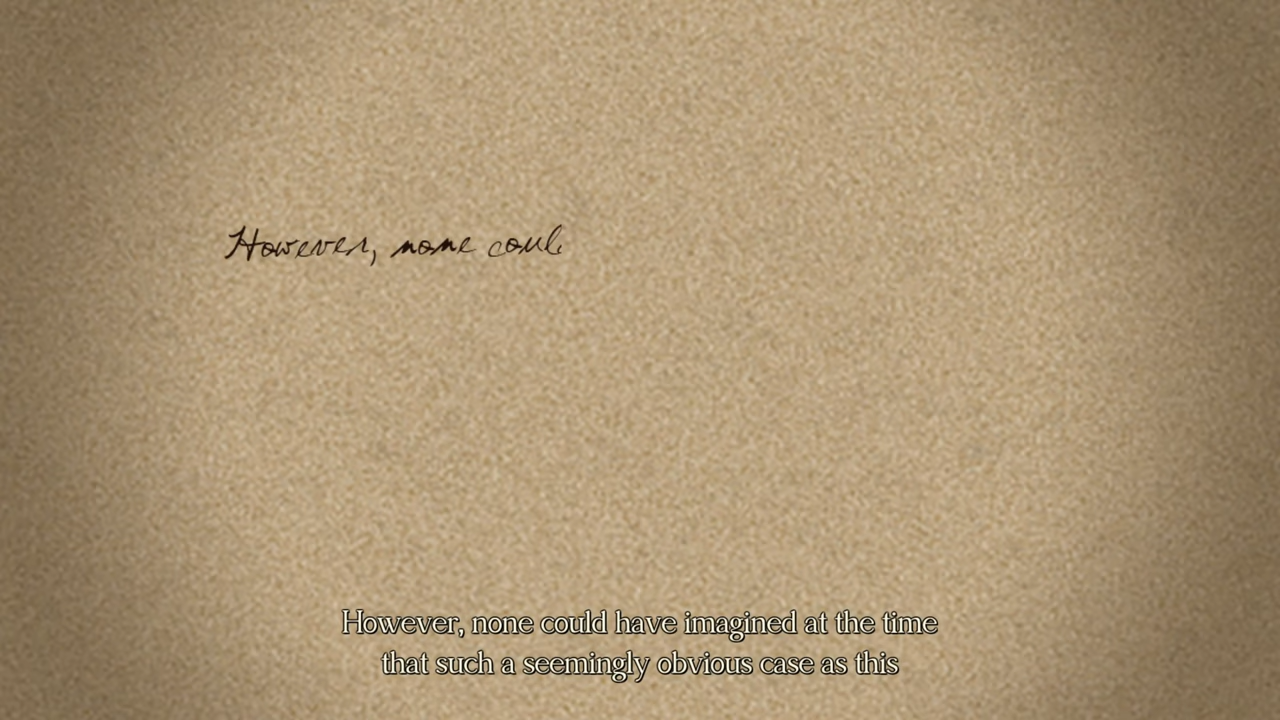 However, none coul
However, none could have imagined at the time
that such a seemingly obvious case as this